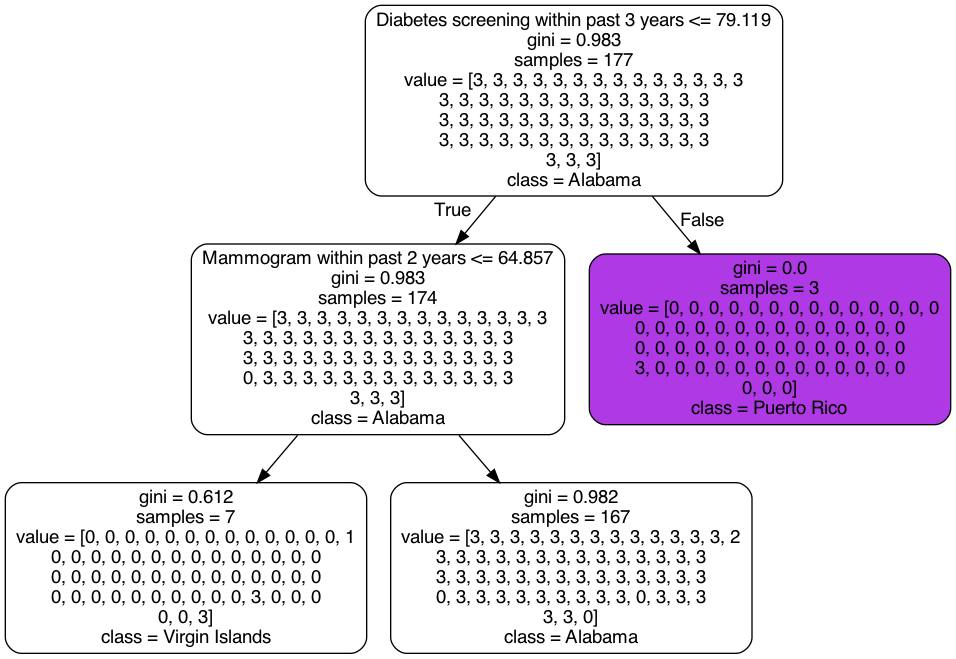 Diabetes screening within past 3 years <= 79.119
gini = 0.983
samples = 177
value = [3, 3, 3, 3, 3, 3, 3, 3, 3, 3, 3, 3, 3, 3
3, 3, 3, 3, 3, 3, 3, 3, 3, 3, 3, 3, 3, 3
3, 3, 3, 3, 3, 3, 3, 3, 3, 3, 3, 3, 3, 3
3, 3, 3, 3, 3, 3, 3, 3, 3, 3, 3, 3, 3, 3
3, 3, 3]
class = Alabama
True
False
Mammogram within past 2 years <= 64.857
gini = 0.983
samples = 174
value = [3, 3, 3, 3, 3, 3, 3, 3, 3, 3, 3, 3, 3, 3
3, 3, 3, 3, 3, 3, 3, 3, 3, 3, 3, 3, 3, 3
3, 3, 3, 3, 3, 3, 3, 3, 3, 3, 3, 3, 3, 3
0, 3, 3, 3, 3, 3, 3, 3, 3, 3, 3, 3, 3, 3
3, 3, 3]
class = Alabama
gini = 0.0
samples = 3
value = [0, 0, 0, 0, 0, 0, 0, 0, 0, 0, 0, 0, 0, 0
0, 0, 0, 0, 0, 0, 0, 0, 0, 0, 0, 0, 0, 0
0, 0, 0, 0, 0, 0, 0, 0, 0, 0, 0, 0, 0, 0
3, 0, 0, 0, 0, 0, 0, 0, 0, 0, 0, 0, 0, 0
0, 0, 0]
class = Puerto Rico
gini = 0.612
samples = 7
value = [0, 0, 0, 0, 0, 0, 0, 0, 0, 0, 0, 0, 0, 1
0, 0, 0, 0, 0, 0, 0, 0, 0, 0, 0, 0, 0, 0
0, 0, 0, 0, 0, 0, 0, 0, 0, 0, 0, 0, 0, 0
0, 0, 0, 0, 0, 0, 0, 0, 0, 0, 3, 0, 0, 0
0, 0, 3]
class = Virgin Islands
gini = 0.982
samples = 167
value = [3, 3, 3, 3, 3, 3, 3, 3, 3, 3, 3, 3, 3, 2
3, 3, 3, 3, 3, 3, 3, 3, 3, 3, 3, 3, 3, 3
3, 3, 3, 3, 3, 3, 3, 3, 3, 3, 3, 3, 3, 3
0, 3, 3, 3, 3, 3, 3, 3, 3, 3, 0, 3, 3, 3
3, 3, 0]
class = Alabama